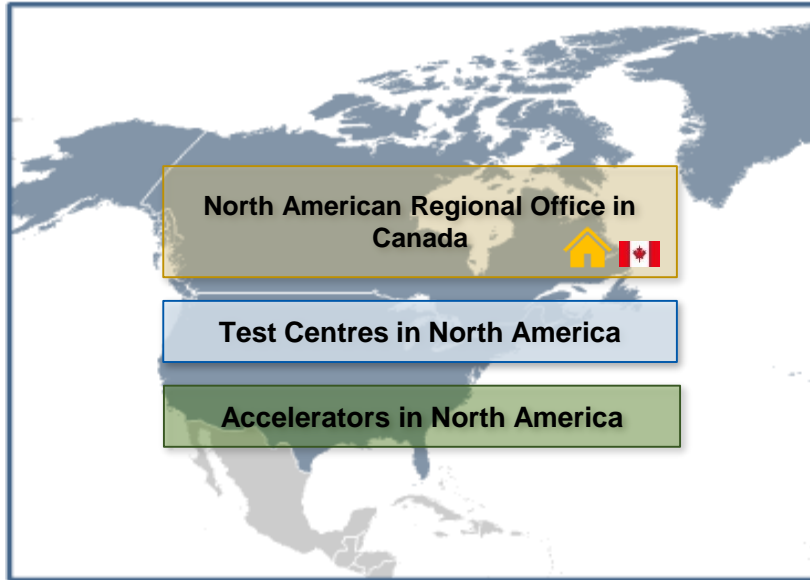 North American Regional Office in
Canada
Test Centres in North America
Accelerators in North America